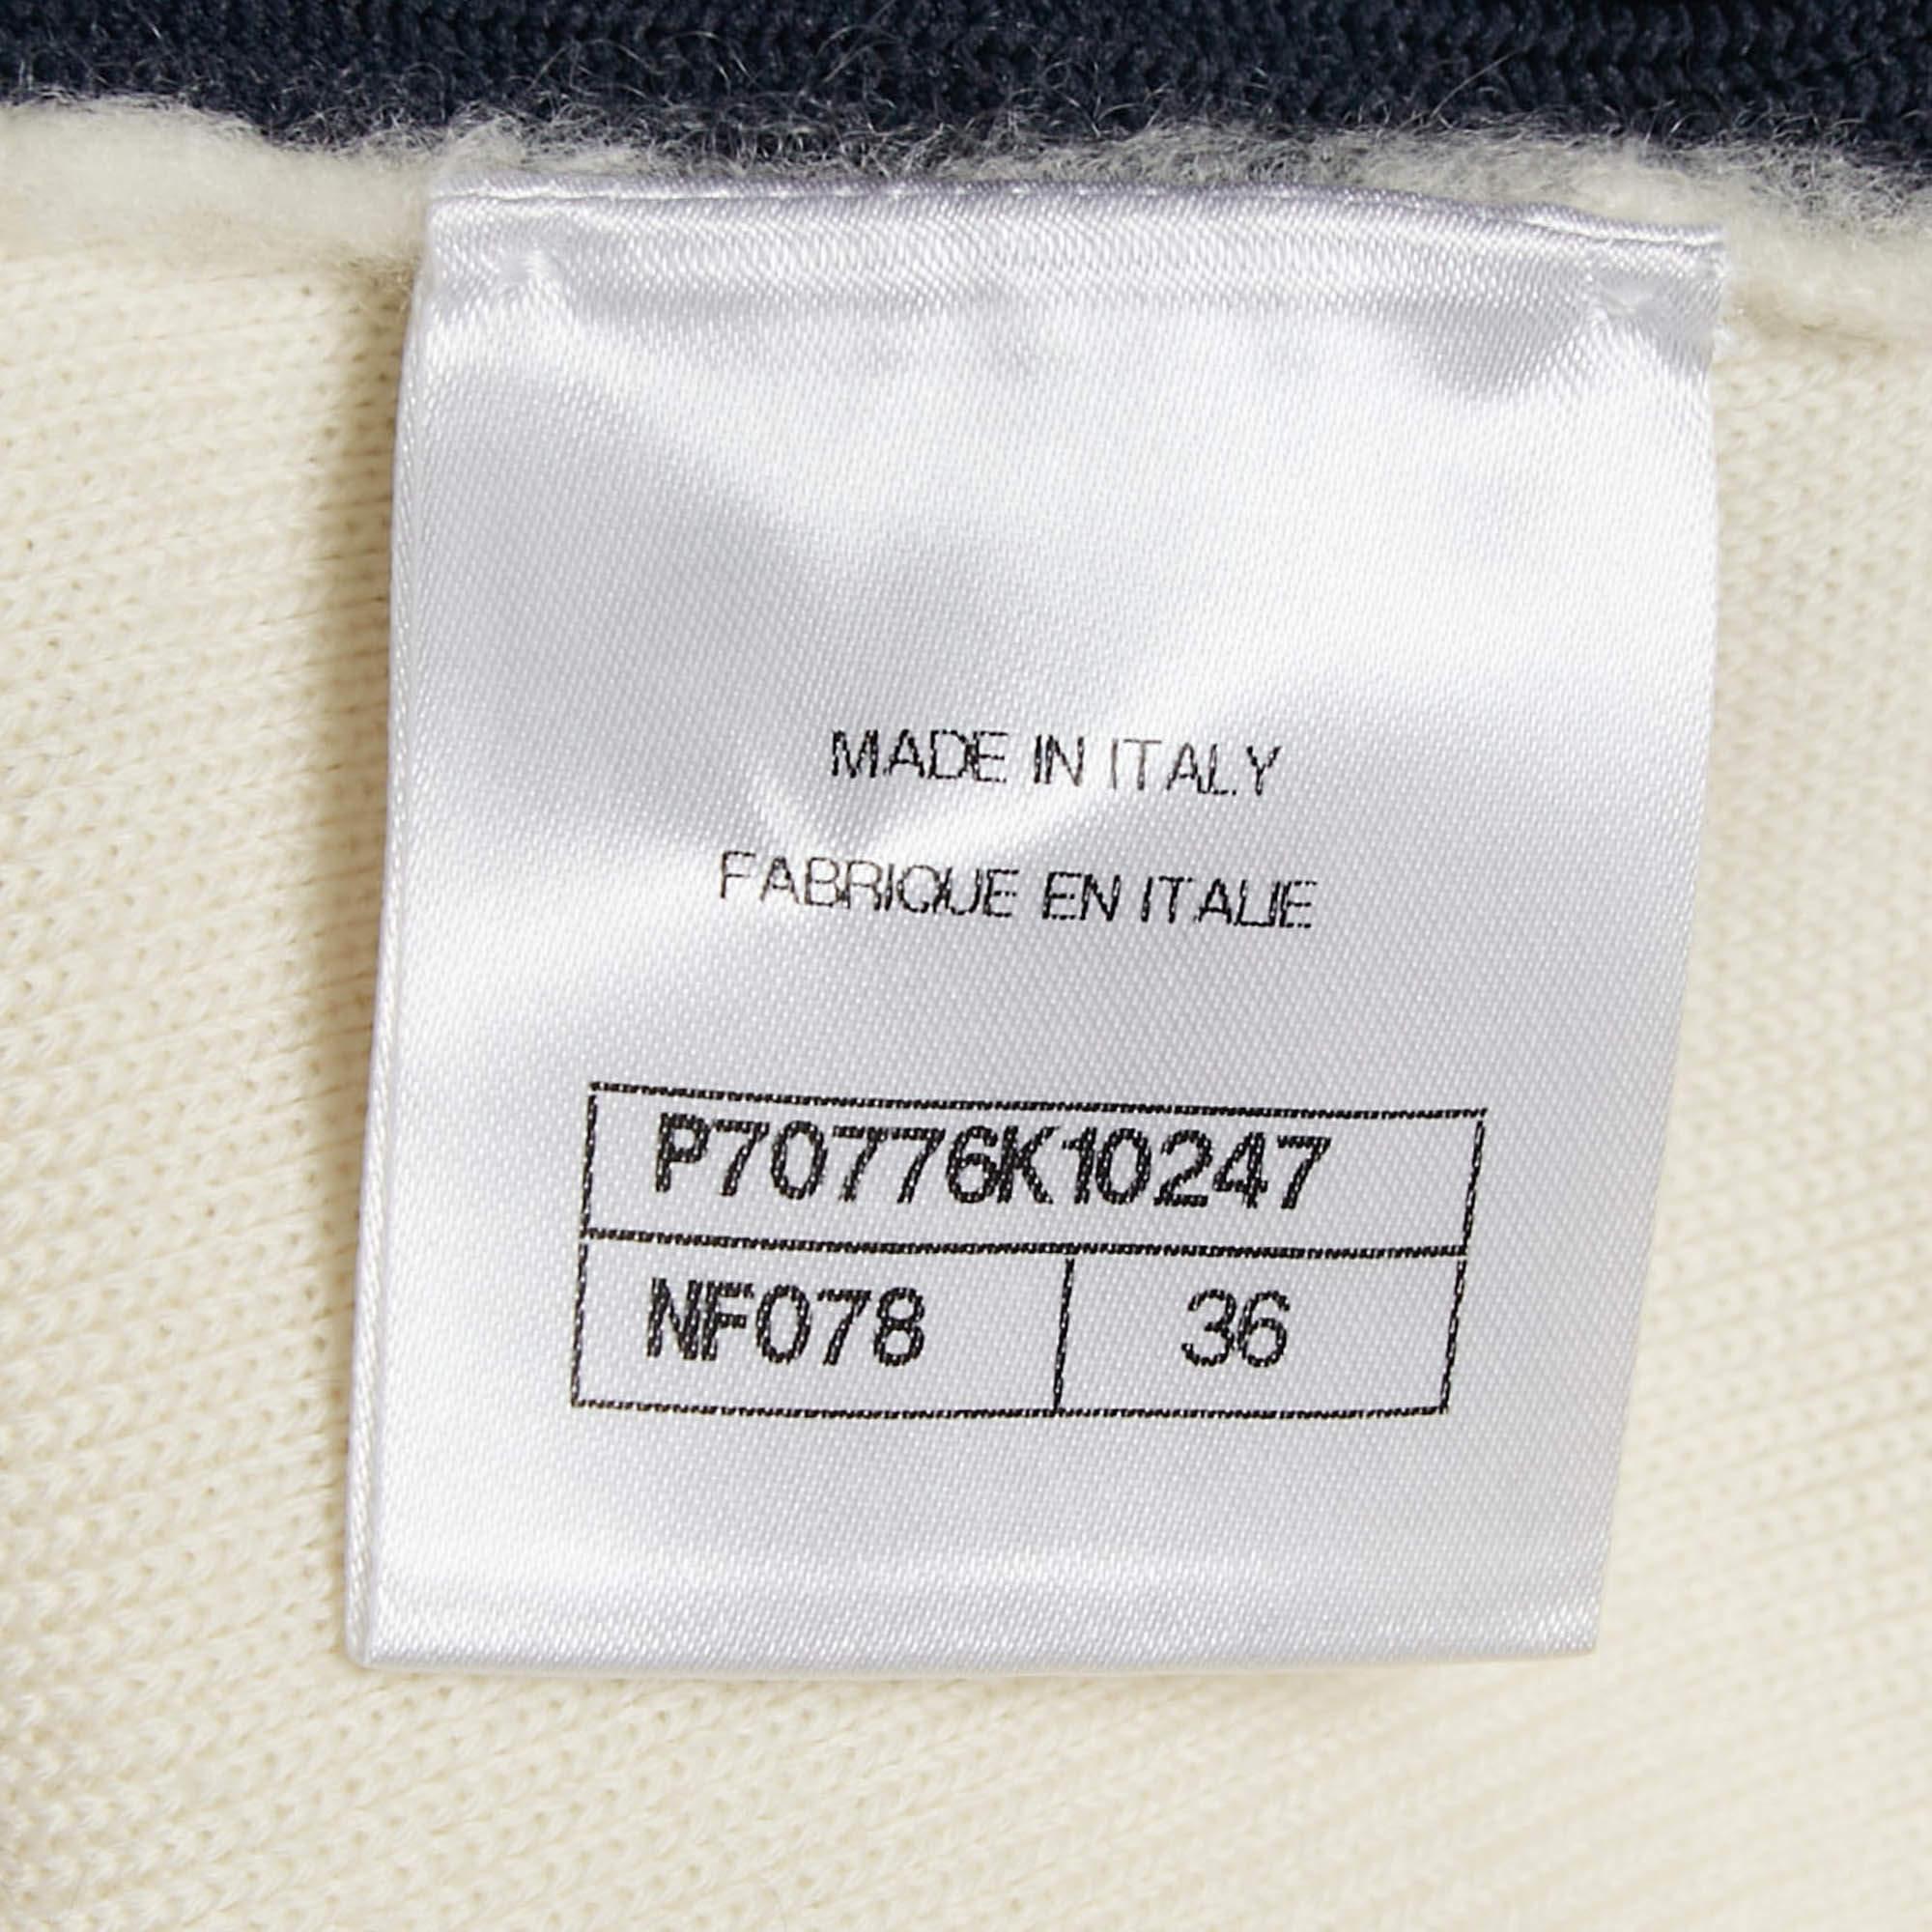 MADE IN ITALY
FABRIQUE EN ITALIE
P70776K10247
NF078 36